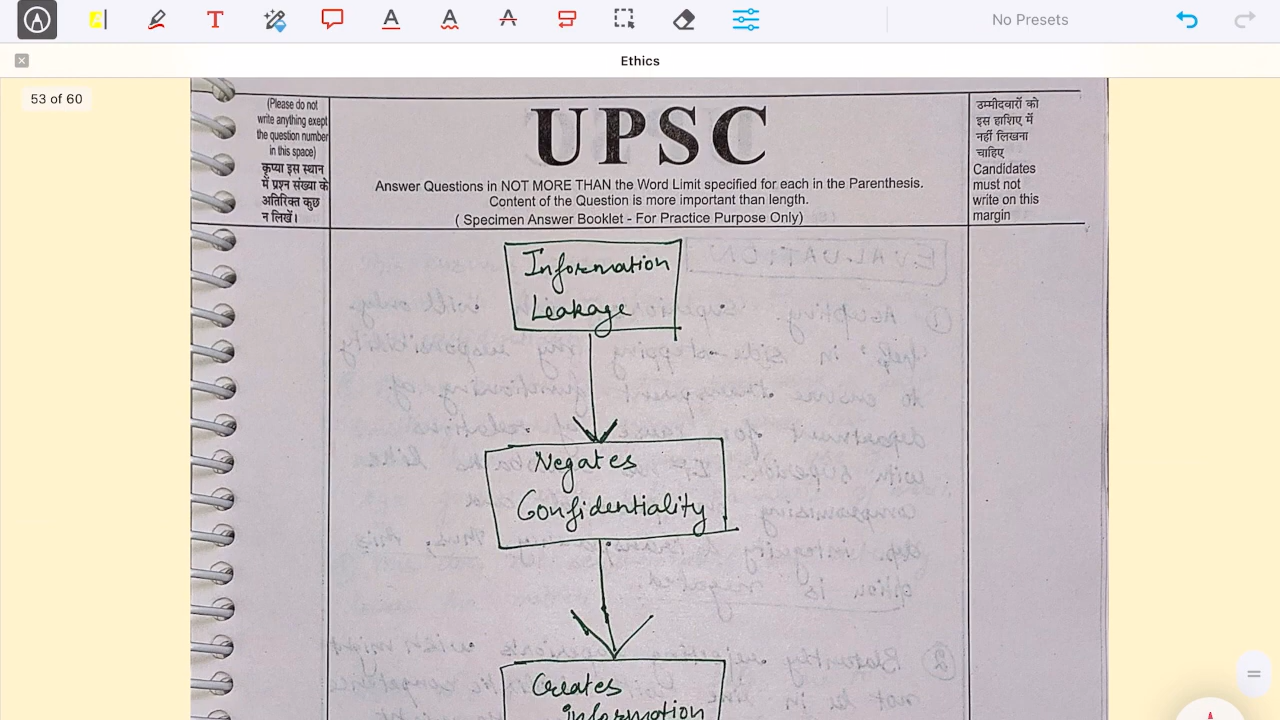 No Presets
Ethics
53 of 60
(Please do not
write anything exept
the question number
in this space)
कृप्या इस स्थान
में प्रश्न संख्या के
अतिरिक्त कुछ
न लिखें।
UPSC
Answer Questions in NOT MORE THAN the Word Limit specified for each in the Parenthesis.
Content of the Question is more important than length.
( Specimen Answer Booklet - For Practice Purpose Only)
उम्मीदवारों को
इस हाशिए में
नहीं लिखना
चाहिए
Candidates
must not
write on this
margin
Information
Leakage
Negates
Confidentiality
Creates
information